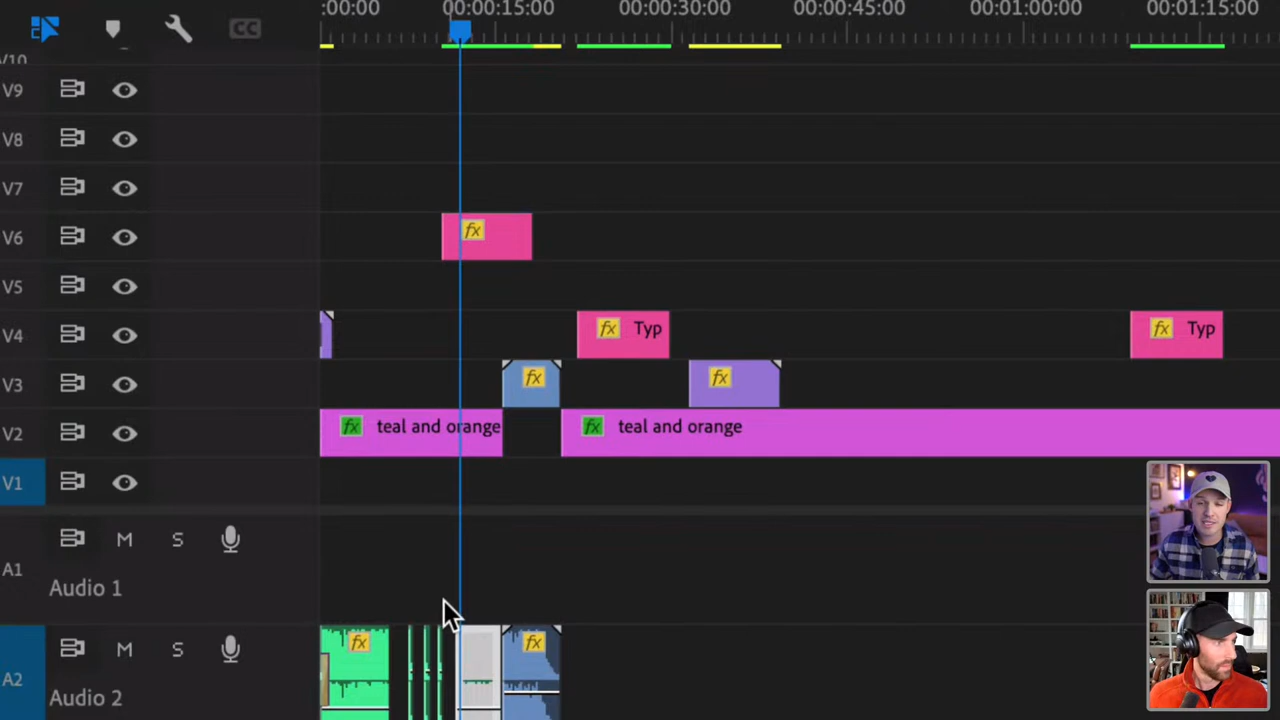 CC
:00:00 00:00:15:00 00:00:30:00 00:00:45:00 00:01:00:00 00:01:15:00
V10
V9
V8
V7
V6 fx
V5
V4 fx Typ fx Typ
V3 fx fx
V2 fx teal and orange fx teal and orange
V1
A1 M S
Audio 1
A2 M S fx fx
Audio 2